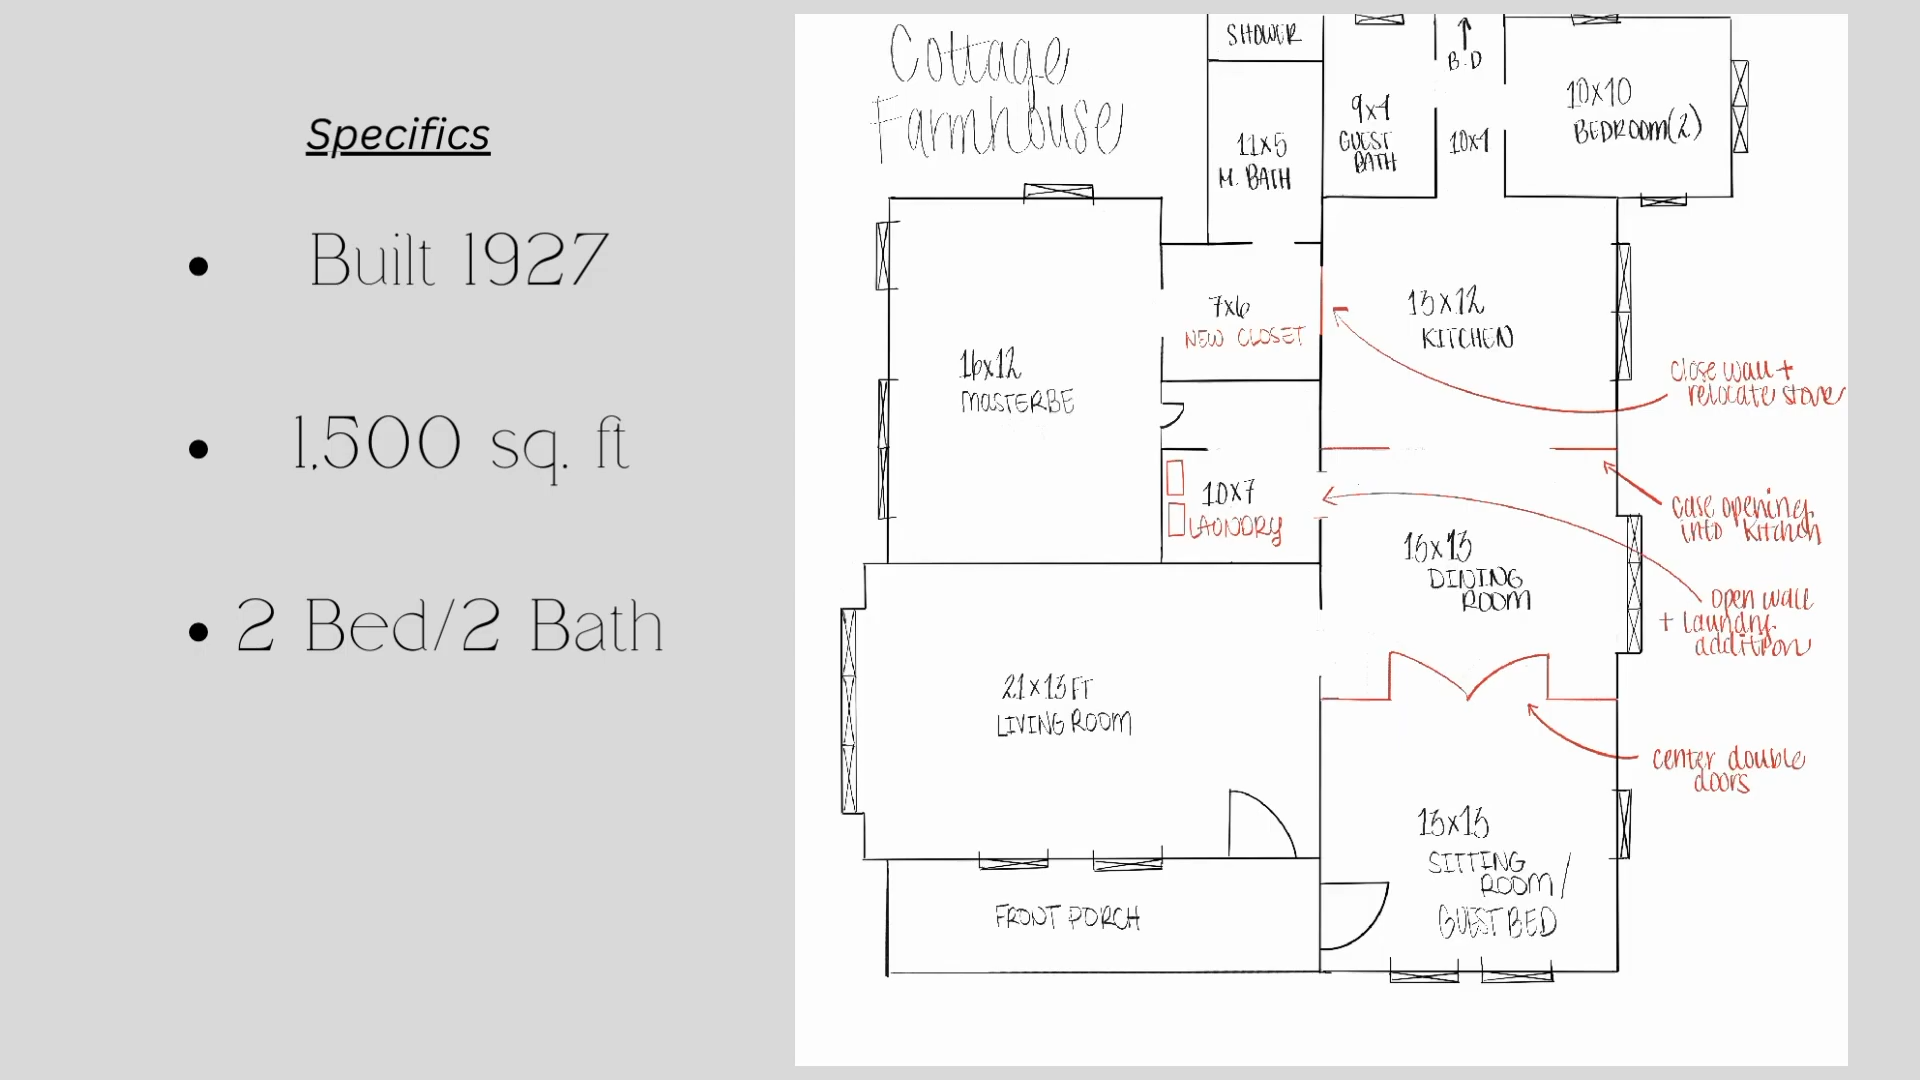 Specifics
• Built 1927
• 1,500 sq. ft
• 2 Bed/2 Bath
Cottage
Farmhouse
SHOWER
11x5
M. BATH
9x4
GUEST
BATH
B.D
10x4
10x10
BEDROOM(2)
16x12
MASTERBE
7x6
NEW CLOSET
13x12
KITCHEN
close wall +
relocate stove
10x7
LAUNDRY
case opening
into kitchen
15x13
DINING
ROOM
open wall
+ laundry
addition
21x13 FT
LIVING ROOM
center double
doors
13x13
SITTING
ROOM/
GUEST BED
FRONT PORCH